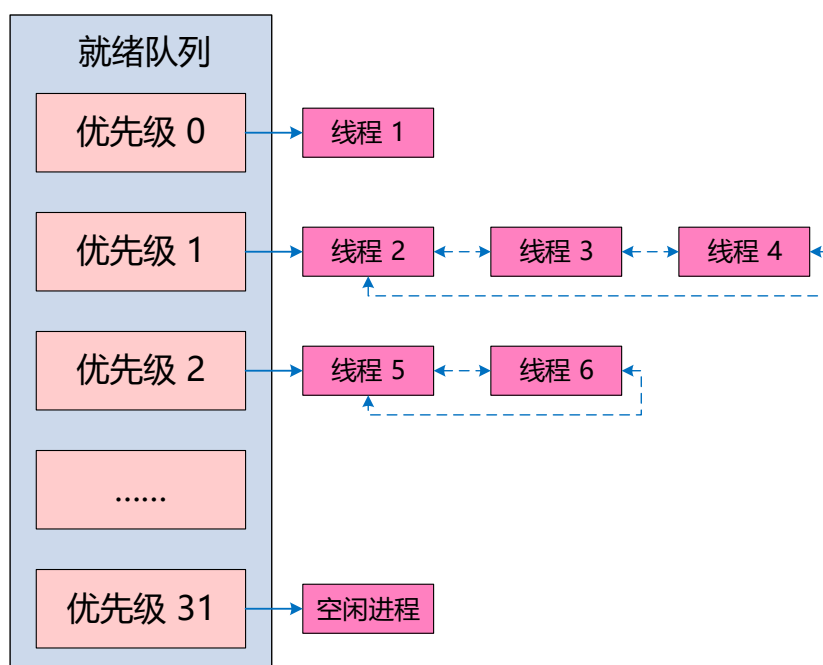 就绪队列
优先级 0
线程 1
优先级 1
线程 2
线程 3
线程 4
优先级 2
线程 5
线程 6
......
优先级 31
空闲进程